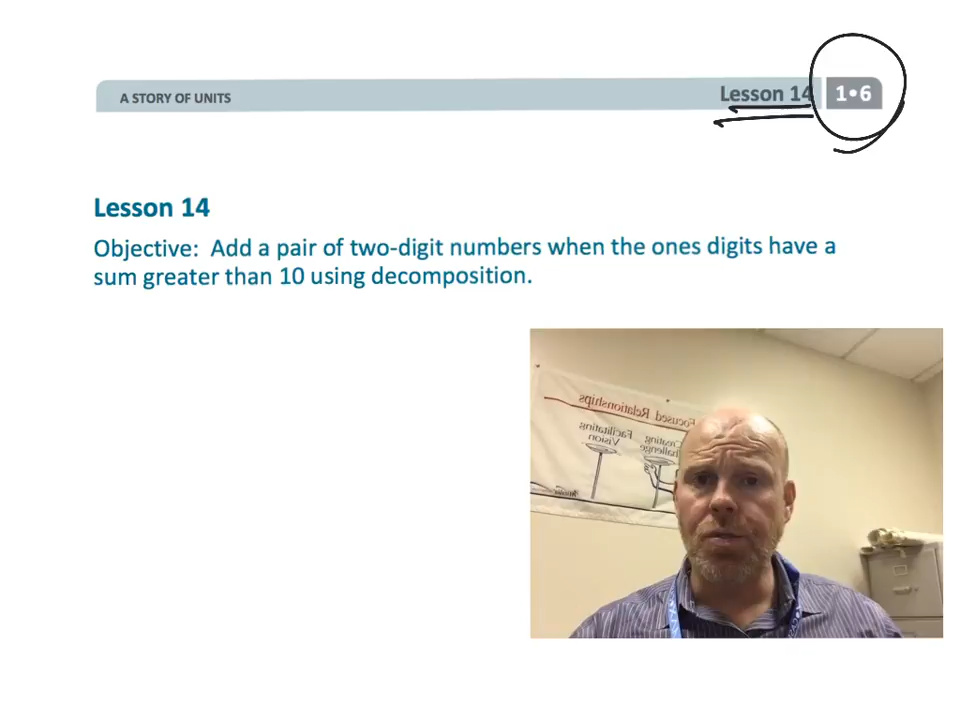 A STORY OF UNITS
Lesson 14
1•6
Lesson 14
Objective: Add a pair of two-digit numbers when the ones digits have a
sum greater than 10 using decomposition.
Focused Relationships
Facilitating
Vision
Creating